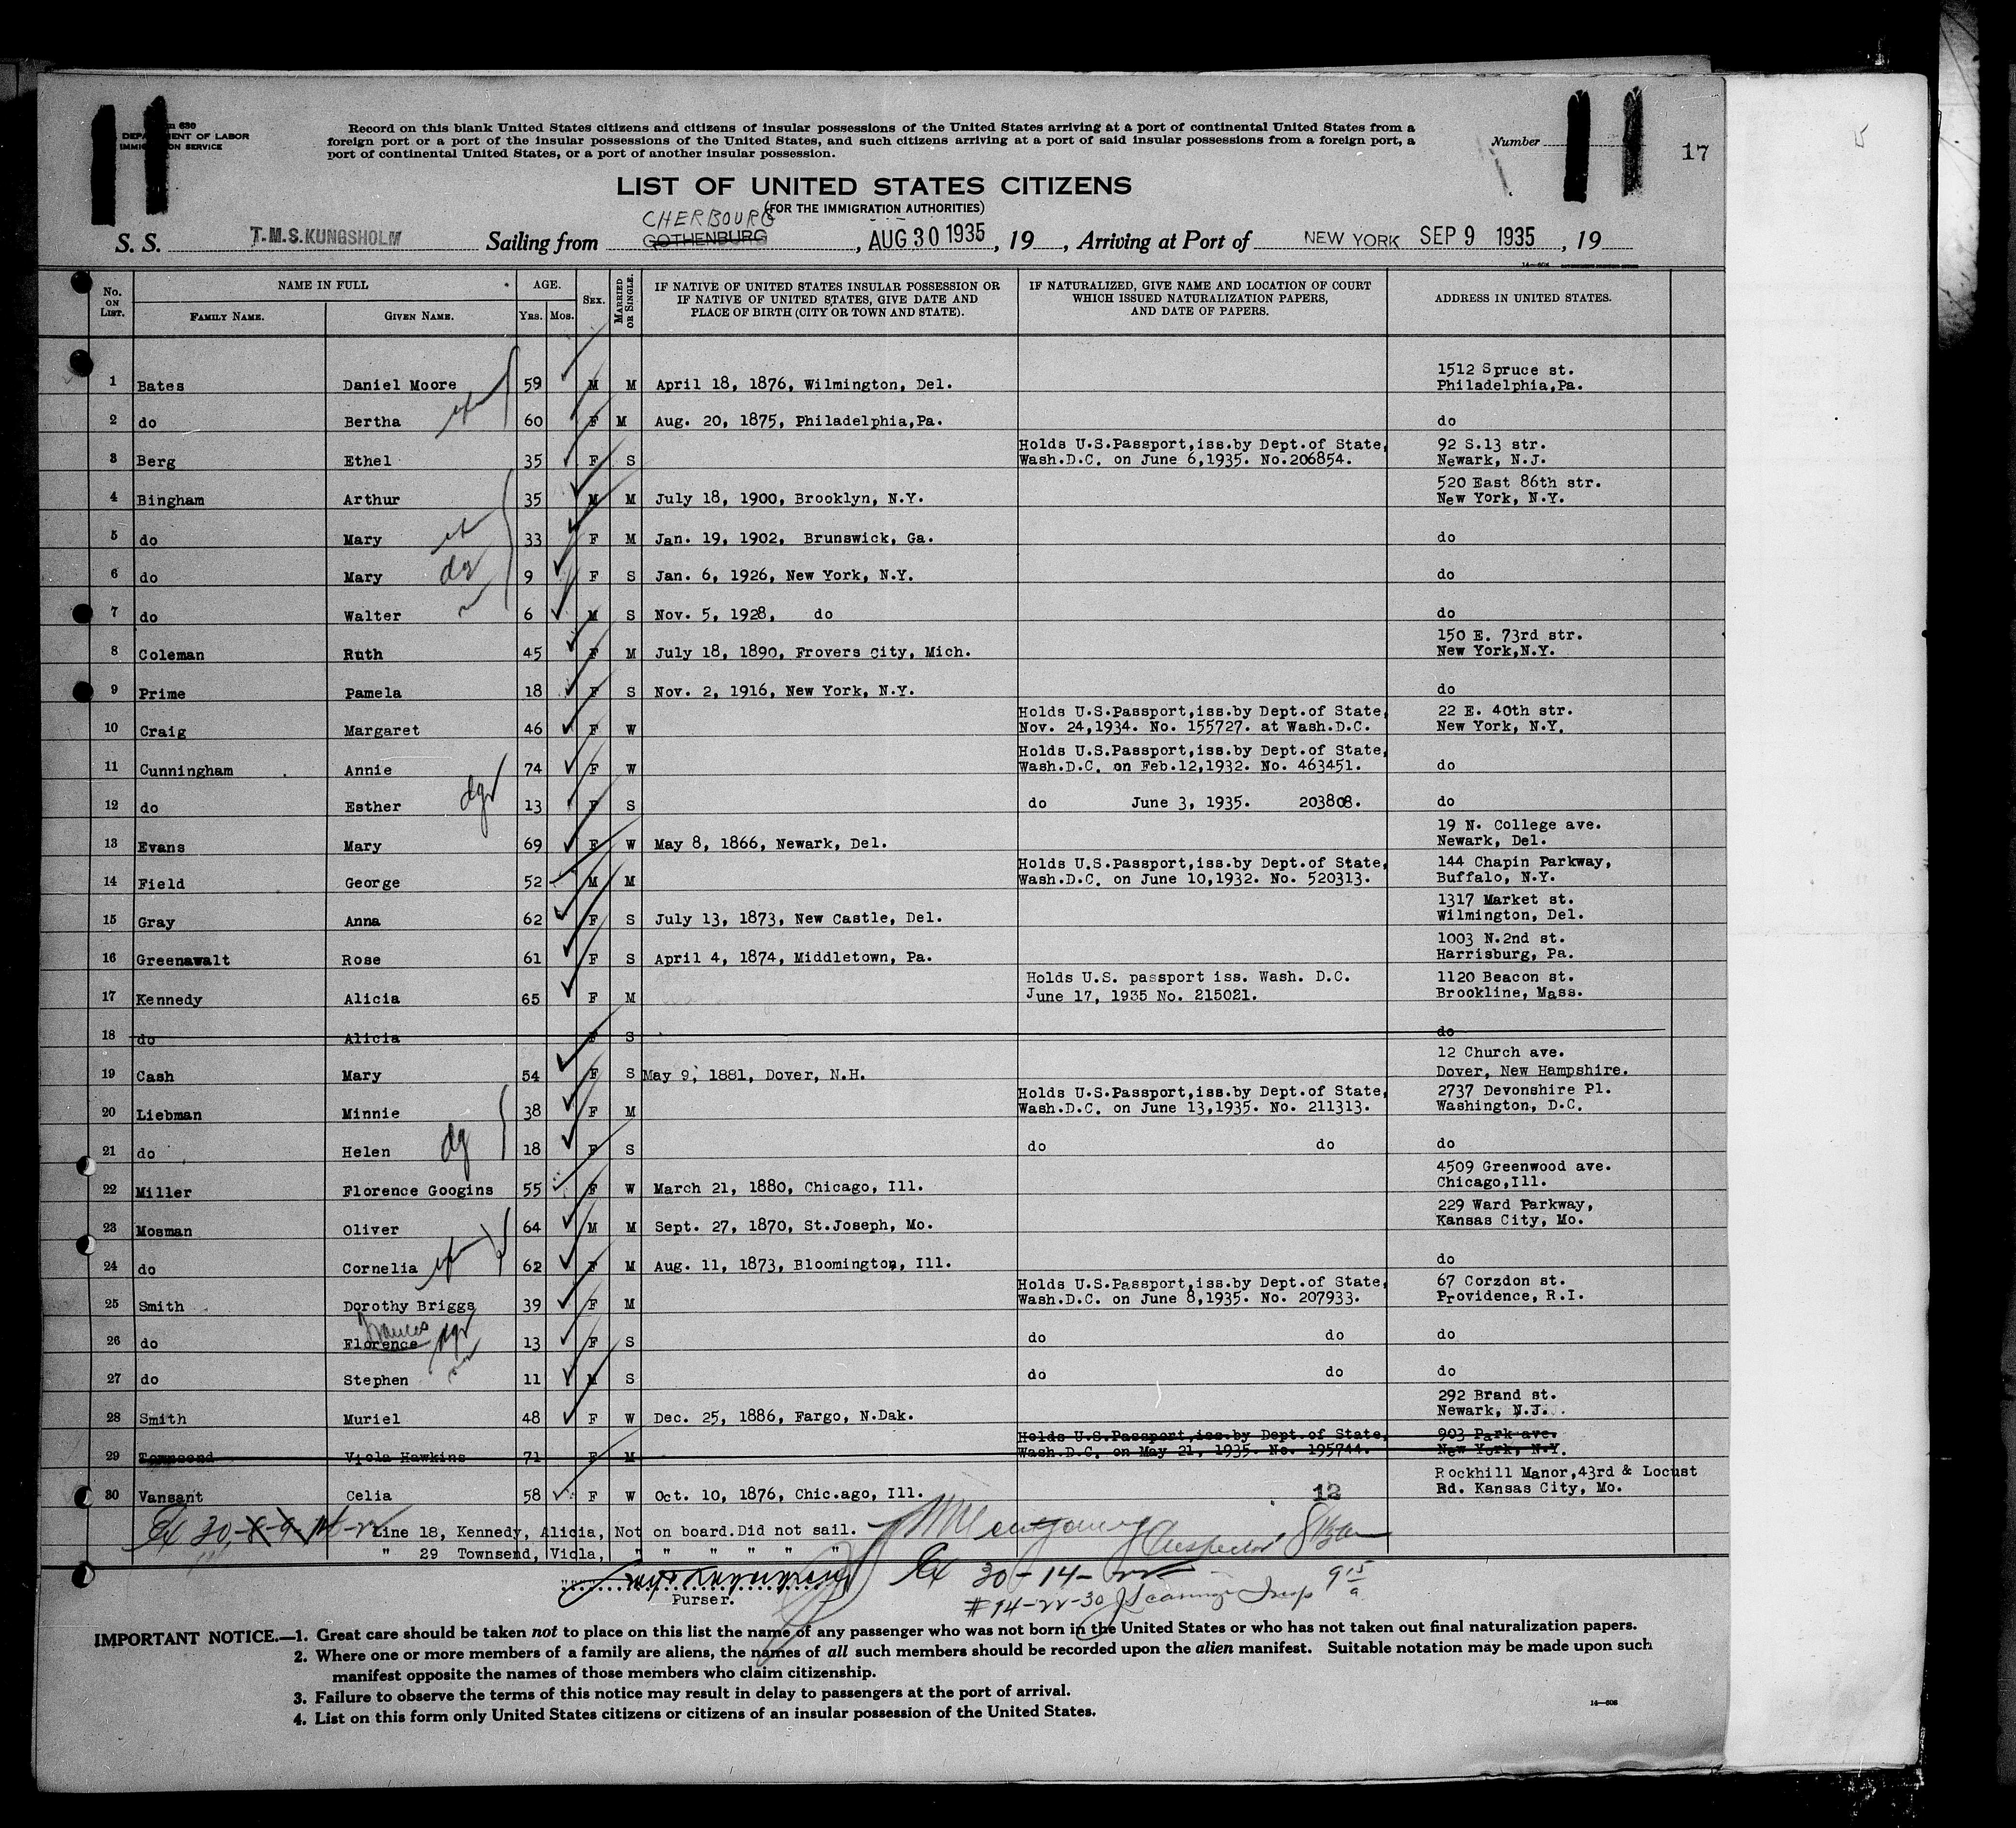 11 11
Form 630
DEPARTMENT OF LABOR
IMMIGRATION SERVICE
Record on this blank United States citizens and citizens of insular possessions of the United States arriving at a port of continental United States from a
foreign port or a port of the insular possessions of the United States, and such citizens arriving at a port of said insular possessions from a foreign port, a
port of continental United States, or a port of another insular possession.
Number
17
LIST OF UNITED STATES CITIZENS
(FOR THE IMMIGRATION AUTHORITIES)
CHERBOURG
S. S. T.M.S.KUNGSHOLM Sailing from GOTHENBURG, AUG 30 1935, 19 , Arriving at Port of NEW YORK SEP 9 1935, 19
No. ON LIST. NAME IN FULL FAMILY NAME. GIVEN NAME. AGE. YRS. MOS. SEX. MARRIED OR SINGLE. IF NATIVE OF UNITED STATES INSULAR POSSESSION OR IF NATIVE OF UNITED STATES, GIVE DATE AND PLACE OF BIRTH (CITY OR TOWN AND STATE). IF NATURALIZED, GIVE NAME AND LOCATION OF COURT WHICH ISSUED NATURALIZATION PAPERS, AND DATE OF PAPERS. ADDRESS IN UNITED STATES.
1512 Spruce st.
1 Bates Daniel Moore 59 M M April 18, 1876, Wilmington, Del. Philadelphia,Pa.
2 do Bertha 60 F M Aug. 20, 1875, Philadelphia,Pa. do
Holds U.S.Passport,iss.by Dept.of State, 92 S.13 str.
3 Berg Ethel 35 F S Wash.D.C. on June 6,1935. No.206854. Newark, N.J.
520 East 86th str.
4 Bingham Arthur 35 M M July 18, 1900, Brooklyn, N.Y. New York, N.Y.
5 do Mary 33 F M Jan. 19, 1902, Brunswick, Ga. do
6 do Mary 9 F S Jan. 6, 1926, New York, N.Y. do
7 do Walter 6 M S Nov. 5, 1928, do do
150 E. 73rd str.
8 Coleman Ruth 45 F M July 18, 1890, Frovers City, Mich. New York,N.Y.
9 Prime Pamela 18 F S Nov. 2, 1916, New York, N.Y. do
Holds U.S.Passport,iss.by Dept.of State, 22 E. 40th str.
10 Craig Margaret 46 F W Nov. 24,1934. No. 155727. at Wash.D.C. New York, N.Y.
Holds U.S.Passport,iss.by Dept.of State,
11 Cunningham Annie 74 F W Wash.D.C. on Feb.12,1932. No. 463451. do
12 do Esther dgr 13 F S do June 3, 1935. 203808. do
19 N. College ave.
13 Evans Mary 69 F W May 8, 1866, Newark, Del. Newark, Del.
Holds U.S.Passport,iss.by Dept.of State, 144 Chapin Parkway,
14 Field George 52 M M Wash.D.C. on June 10,1932. No. 520313. Buffalo, N.Y.
1317 Market st.
15 Gray Anna 62 F S July 13, 1873, New Castle, Del. Wilmington, Del.
1003 N.2nd st.
16 Greenawalt Rose 61 F S April 4, 1874, Middletown, Pa. Harrisburg, Pa.
Holds U.S. passport iss. Wash. D.C. 1120 Beacon st.
17 Kennedy Alicia 65 F M June 17, 1935 No. 215021. Brookline, Mass.
18 do Alicia F S do
12 Church ave.
19 Cash Mary 54 F S May 9, 1881, Dover, N.H. Dover, New Hampshire.
Holds U.S.Passport,iss.by Dept.of State, 2737 Devonshire Pl.
20 Liebman Minnie 38 F M Wash.D.C. on June 13,1935. No. 211313. Washington, D.C.
21 do Helen dg 18 F S do do do
4509 Greenwood ave.
22 Miller Florence Googins 55 F W March 21, 1880, Chicago, Ill. Chicago,Ill.
229 Ward Parkway,
23 Mosman Oliver 64 M M Sept. 27, 1870, St.Joseph, Mo. Kansas City, Mo.
24 do Cornelia 62 F M Aug. 11, 1873, Bloomington, Ill. do
Holds U.S.Passport,iss.by Dept.of State, 67 Corzdon st.
25 Smith Dorothy Briggs 39 F M Wash.D.C. on June 8,1935. No. 207933. Providence, R.I.
Frances
26 do Florence dgr 13 F S do do do
27 do Stephen 11 M S do do do
292 Brand st.
28 Smith Muriel 48 F W Dec. 25, 1886, Fargo, N.Dak. Newark, N.J.
Holds U.S.Passport,iss.by Dept.of State, 903 Park ave.
29 Townsend Viola Hawkins 71 F M Wash.D.C. on May 21, 1935. No. 195744. New York, N.Y.
Rockhill Manor,43rd & Locust
30 Vansant Celia 58 F W Oct. 10, 1876, Chic.ago, Ill. Rd. Kansas City, Mo.
12
Line 18, Kennedy, Alicia, Not on board.Did not sail.
" 29 Townsend, Viola, " " " " "
Inspector
30-14-22
Purser.
#14-22-30 Insp 9 15 a
IMPORTANT NOTICE.—1. Great care should be taken not to place on this list the name of any passenger who was not born in the United States or who has not taken out final naturalization papers.
2. Where one or more members of a family are aliens, the names of all such members should be recorded upon the alien manifest. Suitable notation may be made upon such
manifest opposite the names of those members who claim citizenship.
3. Failure to observe the terms of this notice may result in delay to passengers at the port of arrival.
4. List on this form only United States citizens or citizens of an insular possession of the United States.
14—608